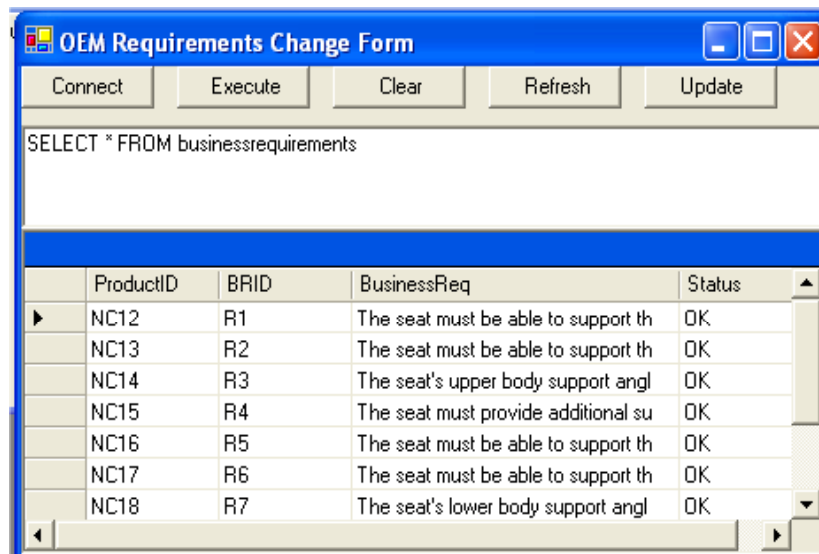 OEM Requirements Change Form
Connect Execute Clear Refresh Update
SELECT * FROM businessrequirements
ProductID BRID BusinessReq Status
NC12 R1 The seat must be able to support th OK
NC13 R2 The seat must be able to support th OK
NC14 R3 The seat's upper body support angl OK
NC15 R4 The seat must provide additional su OK
NC16 R5 The seat must be able to support th OK
NC17 R6 The seat must be able to support th OK
NC18 R7 The seat's lower body support angl OK